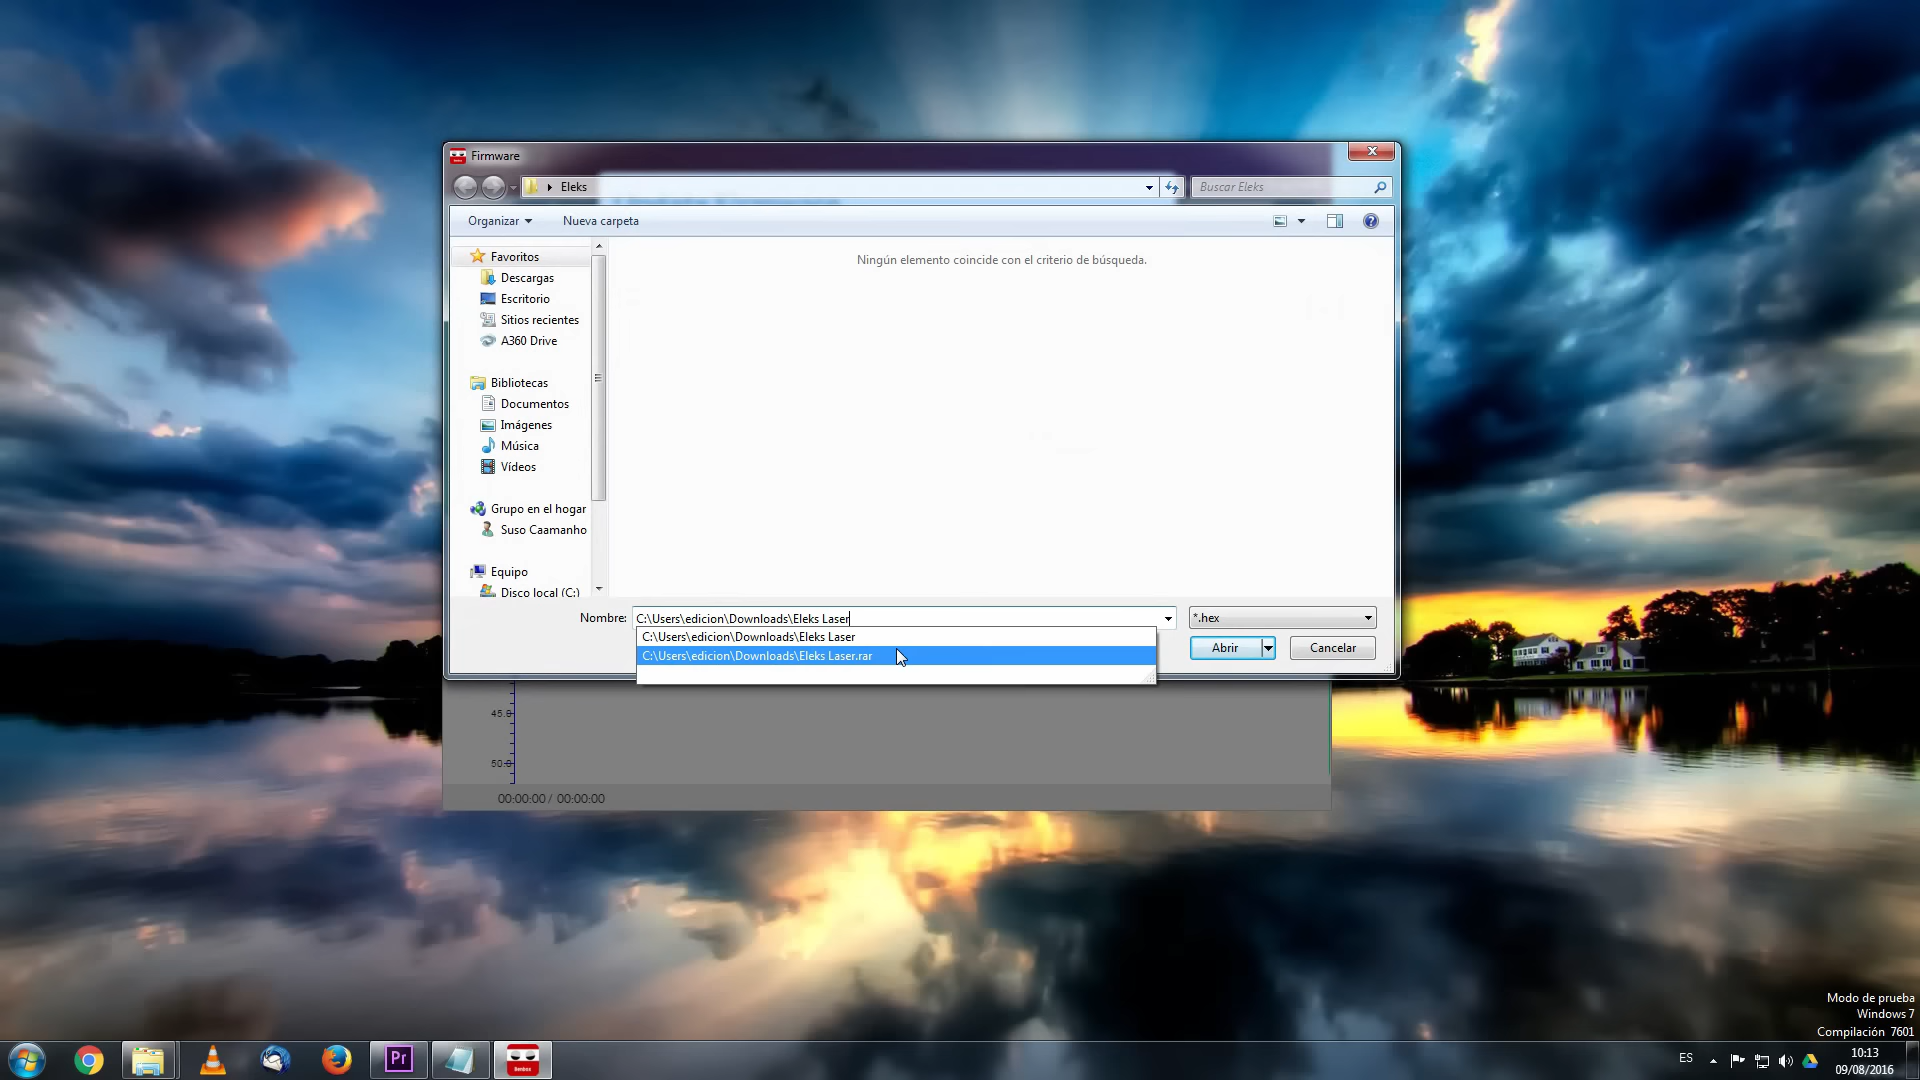 Firmware
Eleks
Buscar Eleks
Organizar
Nueva carpeta
Favoritos
Descargas
Escritorio
Sitios recientes
A360 Drive
Bibliotecas
Documentos
Imágenes
Música
Vídeos
Grupo en el hogar
Suso Caamanho
Equipo
Disco local (C:)
Ningún elemento coincide con el criterio de búsqueda.
Nombre:
C:\Users\edicion\Downloads\Eleks Laser
*.hex
C:\Users\edicion\Downloads\Eleks Laser
C:\Users\edicion\Downloads\Eleks Laser.rar
Abrir
Cancelar
45.0
50.0
00:00:00 / 00:00:00
Modo de prueba
Windows 7
Compilación 7601
Pr
ES
10:13
09/08/2016